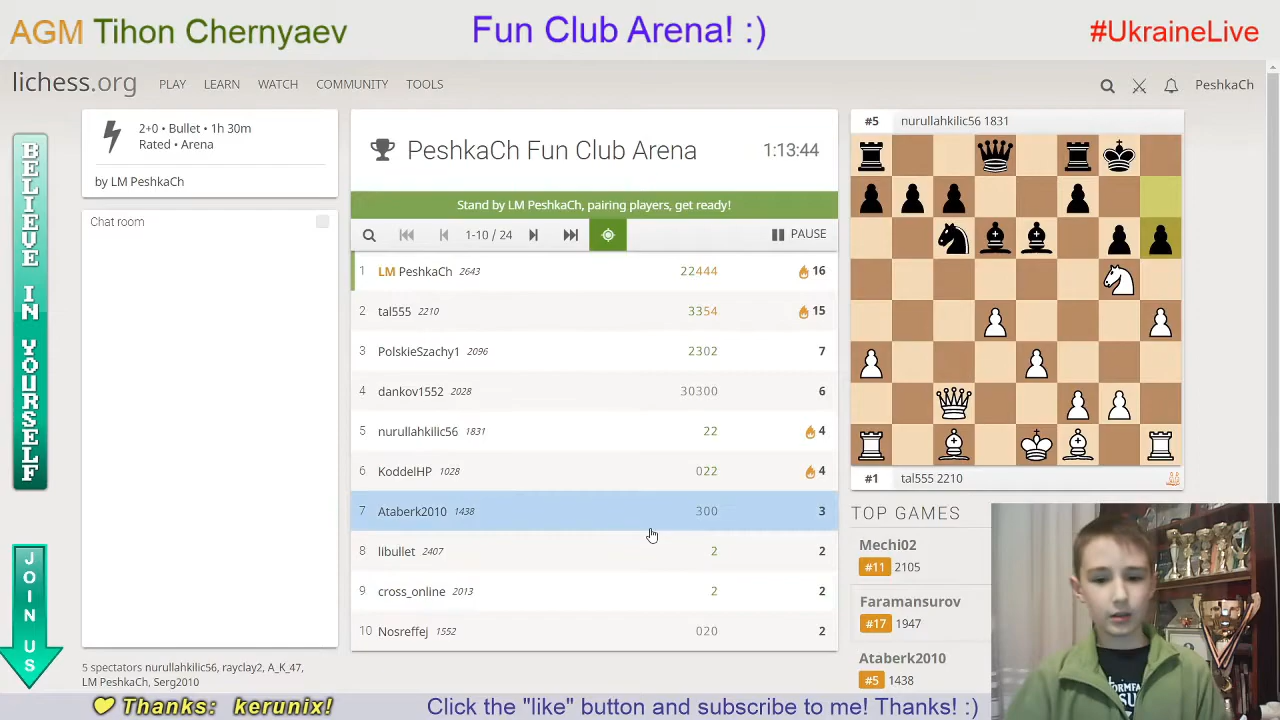 AGM Tihon Chernyaev
Fun Club Arena! :)
#UkraineLive
lichess.org
PLAY LEARN WATCH COMMUNITY TOOLS
PeshkaCh
BELIEVE IN YOURSELF
JOIN US
2+0 • Bullet • 1h 30m
Rated • Arena
by LM PeshkaCh
Chat room
5 spectators nurullahkilic56, rayclay2, A_K_47,
LM PeshkaCh, Serg2010
PeshkaCh Fun Club Arena 1:13:44
Stand by LM PeshkaCh, pairing players, get ready!
1-10 / 24 PAUSE
1 LM PeshkaCh 2643 22444 16
2 tal555 2210 3354 15
3 PolskieSzachy1 2096 2302 7
4 dankov1552 2028 30300 6
5 nurullahkilic56 1831 22 4
6 KoddelHP 1028 022 4
7 Ataberk2010 1438 300 3
8 libullet 2407 2 2
9 cross_online 2013 2 2
10 Nosreffej 1552 020 2
#5 nurullahkilic56 1831
#1 tal555 2210
TOP GAMES
Mechi02
#11 2105
Faramansurov
#17 1947
Ataberk2010
#5 1438
Thanks: kerunix!
Click the "like" button and subscribe to me! Thanks! :)